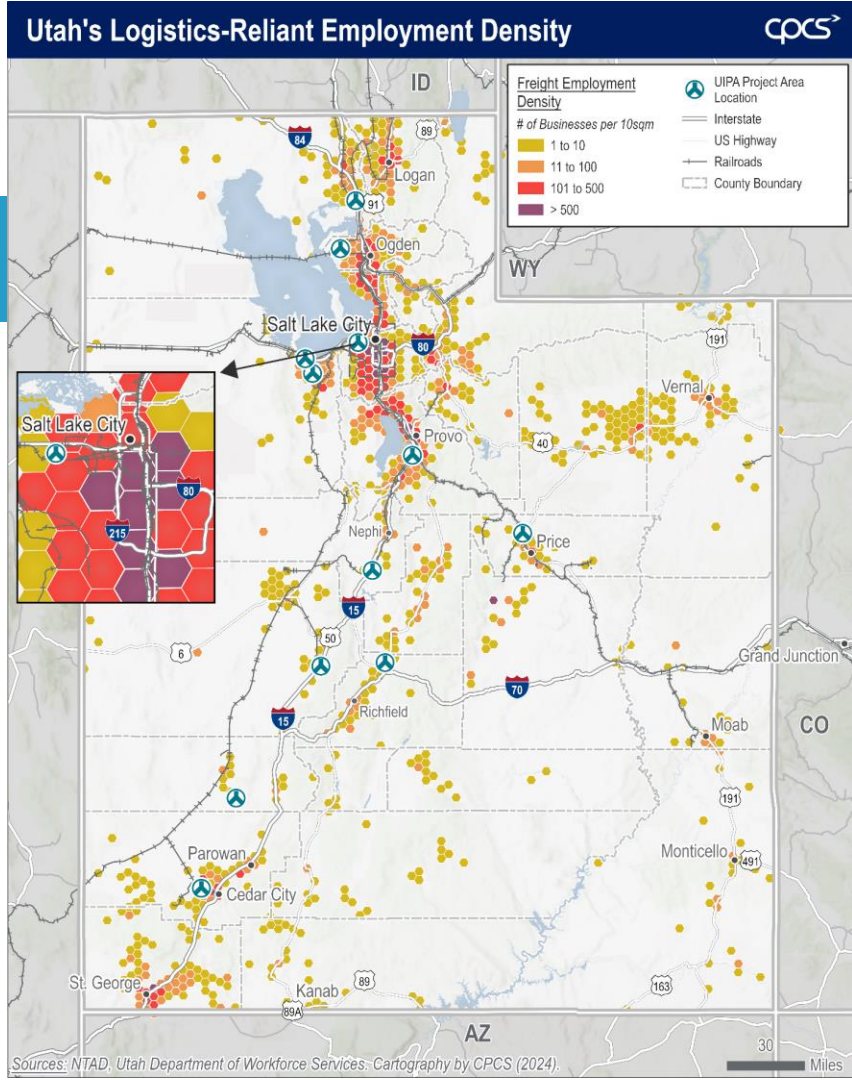 Utah's Logistics-Reliant Employment Density
cpcs
ID
Freight Employment
Density
# of Businesses per 10sqm
1 to 10
11 to 100
101 to 500
> 500
UIPA Project Area
Location
Interstate
US Highway
Railroads
County Boundary
84
89
Logan
91
Ogden
WY
Salt Lake City
80
191
Vernal
Salt Lake City
80
215
Provo
40
Nephi
Price
15
50
6
Grand Junction
70
15
Richfield
Moab
CO
191
Parowan
Monticello
491
Cedar City
St. George
Kanab
89
163
89A
AZ
30
Miles
Sources: NTAD, Utah Department of Workforce Services. Cartography by CPCS (2024).